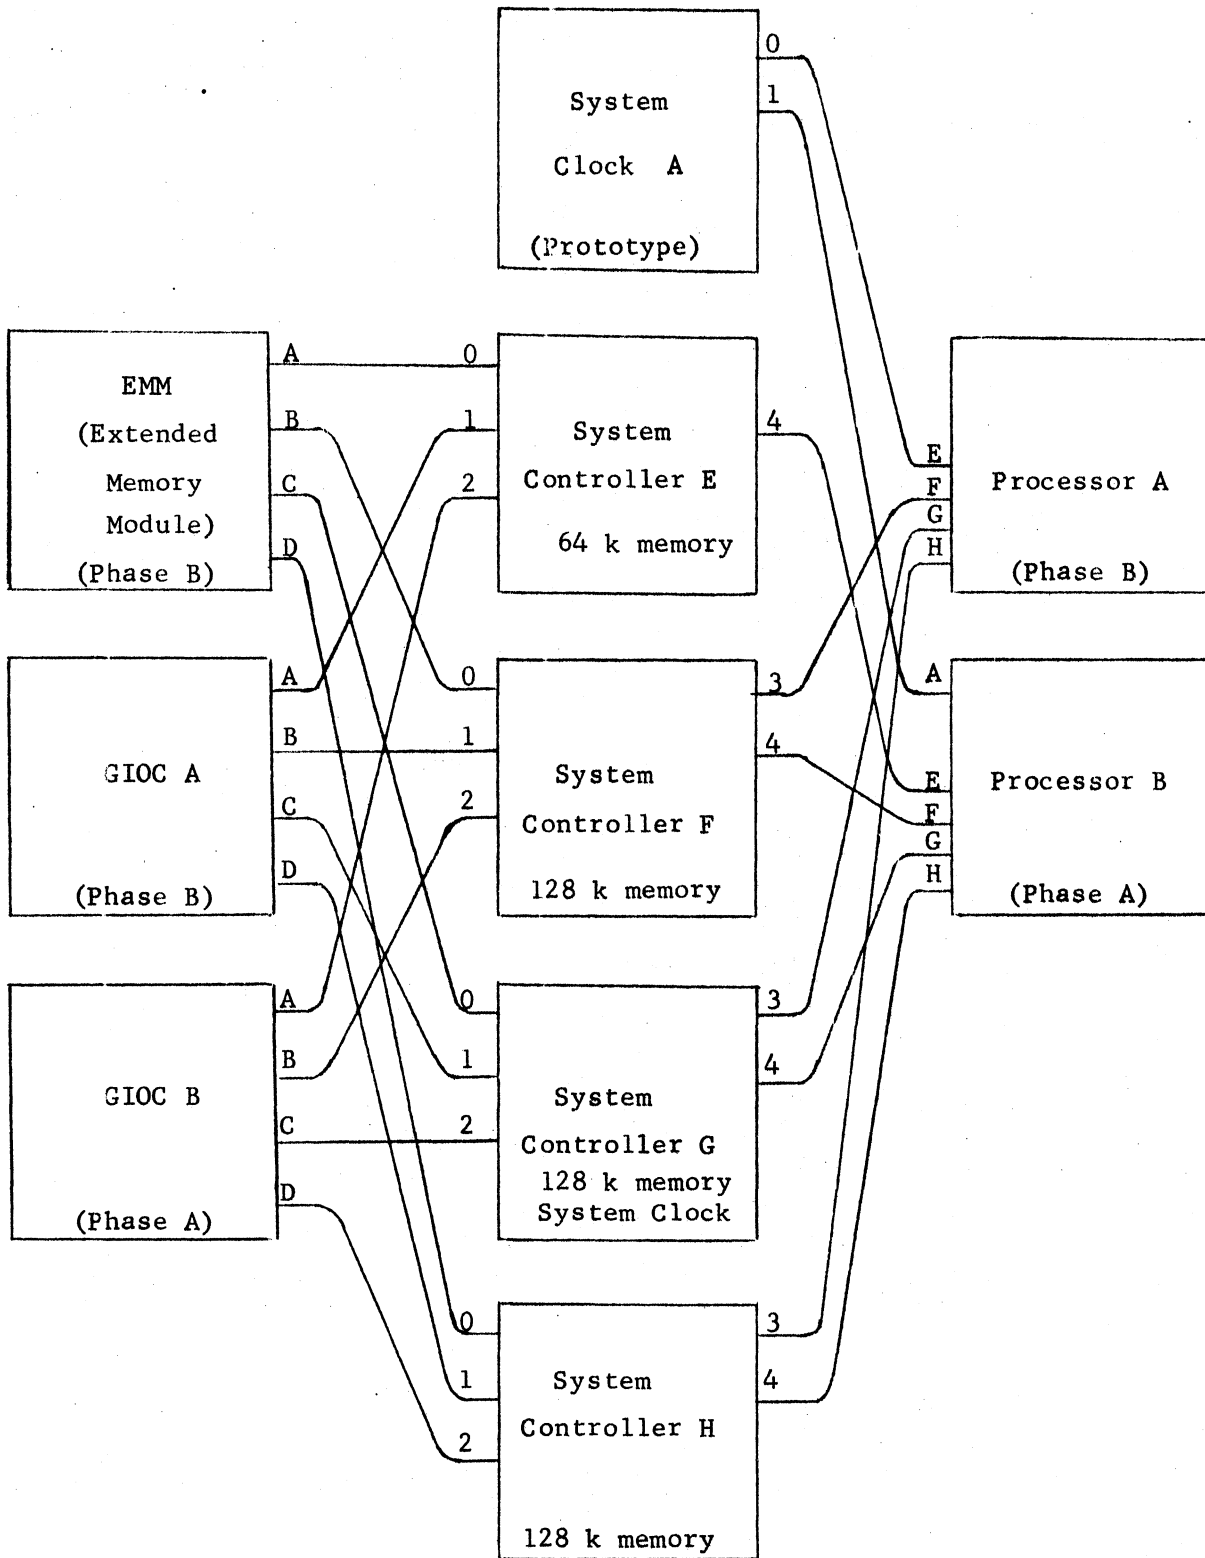 System
Clock A
(Prototype)
0
1
EMM
(Extended
Memory
Module)
(Phase B)
A
B
C
D
0
1
2
System
Controller E
64 k memory
4
E
F
G
H
Processor A
(Phase B)
GIOC A
(Phase B)
A
B
C
D
0
1
2
System
Controller F
128 k memory
3
4
A
E
F
G
H
Processor B
(Phase A)
GIOC B
(Phase A)
A
B
C
D
0
1
2
System
Controller G
128 k memory
System Clock
3
4
0
1
2
System
Controller H
128 k memory
3
4